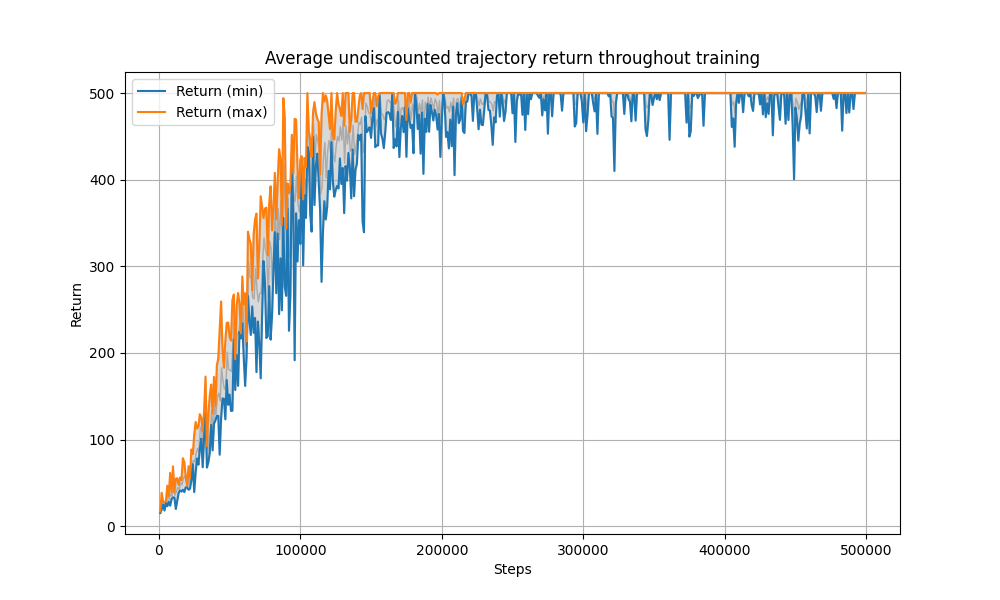 Average undiscounted trajectory return throughout training
Return (min)
Return (max)
500
400
300
200
100
0
Return
0 100000 200000 300000 400000 500000
Steps